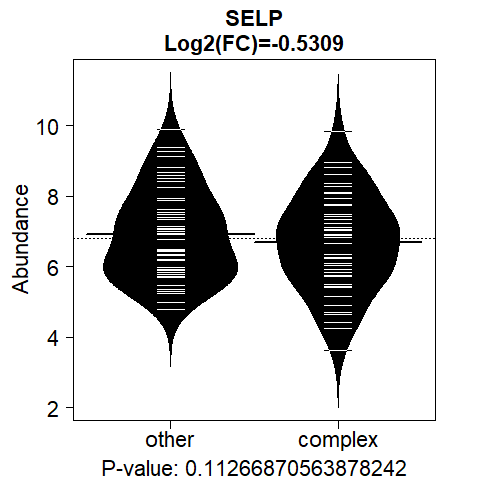 SELP
Log2(FC)=-0.5309
Abundance
10
8
6
4
2
other complex
P-value: 0.11266870563878242